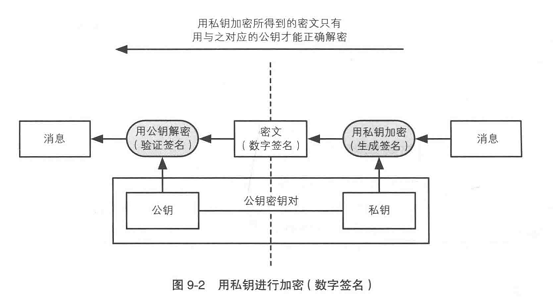 用私钥加密所得到的密文只有
用与之对应的公钥才能正确解密
消息
用公钥解密
(验证签名)
密文
(数字签名)
用私钥加密
(生成签名)
消息
公钥密钥对
公钥
私钥
图 9-2 用私钥进行加密(数字签名)